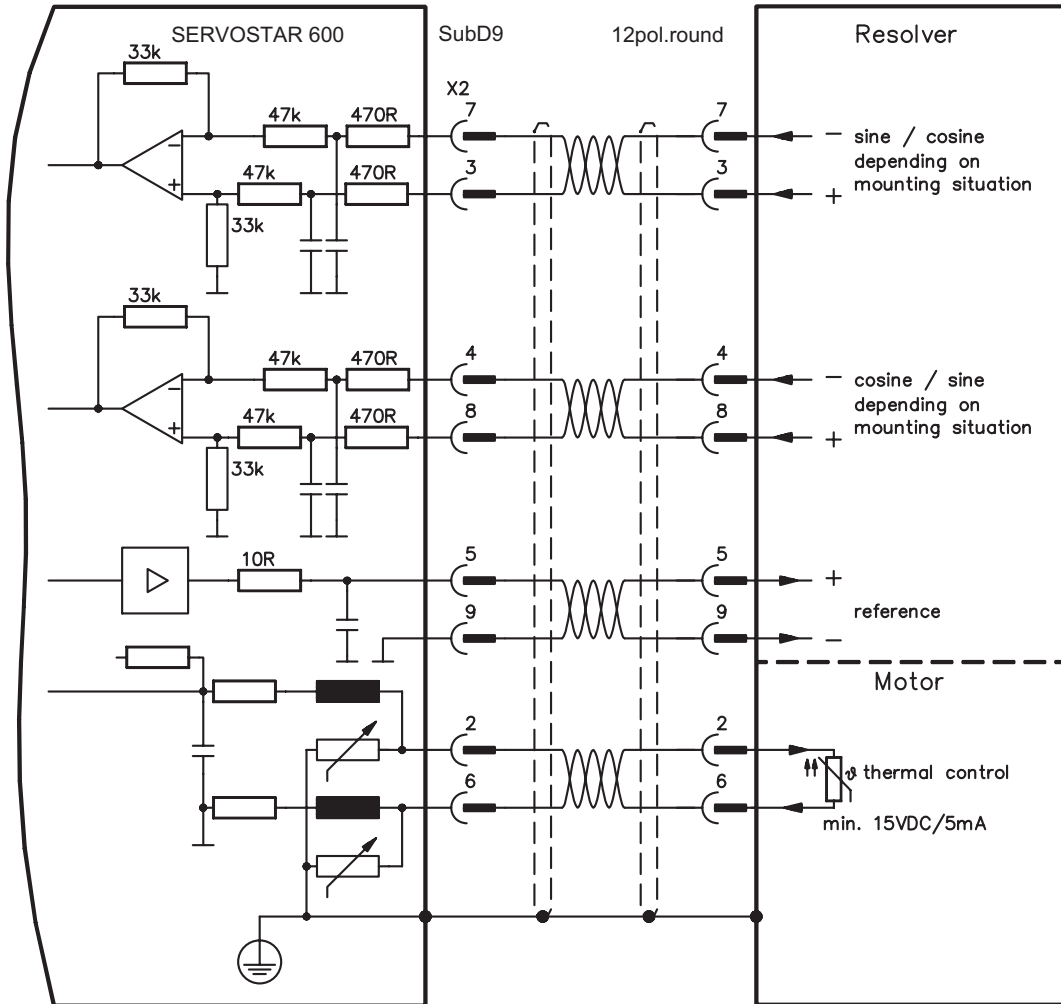 SERVOSTAR 600 SubD9 12pol.round Resolver
33k
X2
47k 470R 7 7 − sine / cosine
depending on
mounting situation
−
+
47k 470R 3 3 +
33k
33k
47k 470R 4 4 − cosine / sine
depending on
mounting situation
−
+
47k 470R 8 8 +
33k
10R 5 5 +
reference
9 9 −
Motor
2 2
ϑ thermal control
6 6
min. 15VDC/5mA